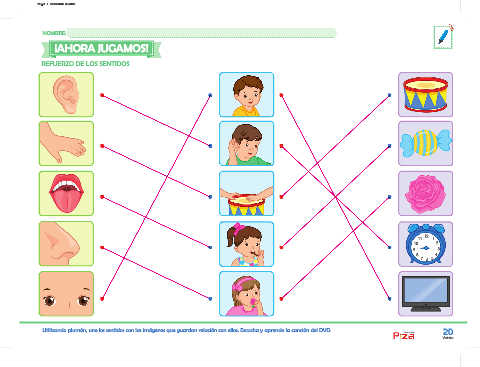 NOMBRE:
¡AHORA JUGAMOS!
REFUERZO DE LOS SENTIDOS
Utilizando plumón, une los sentidos con las imágenes que guardan relación con ellos. Escucha y aprende la canción del DVD.
20